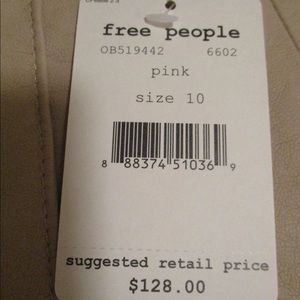 free people
OB519442 6602
pink
size 10
8 88374 51036 9
suggested retail price
$128.00